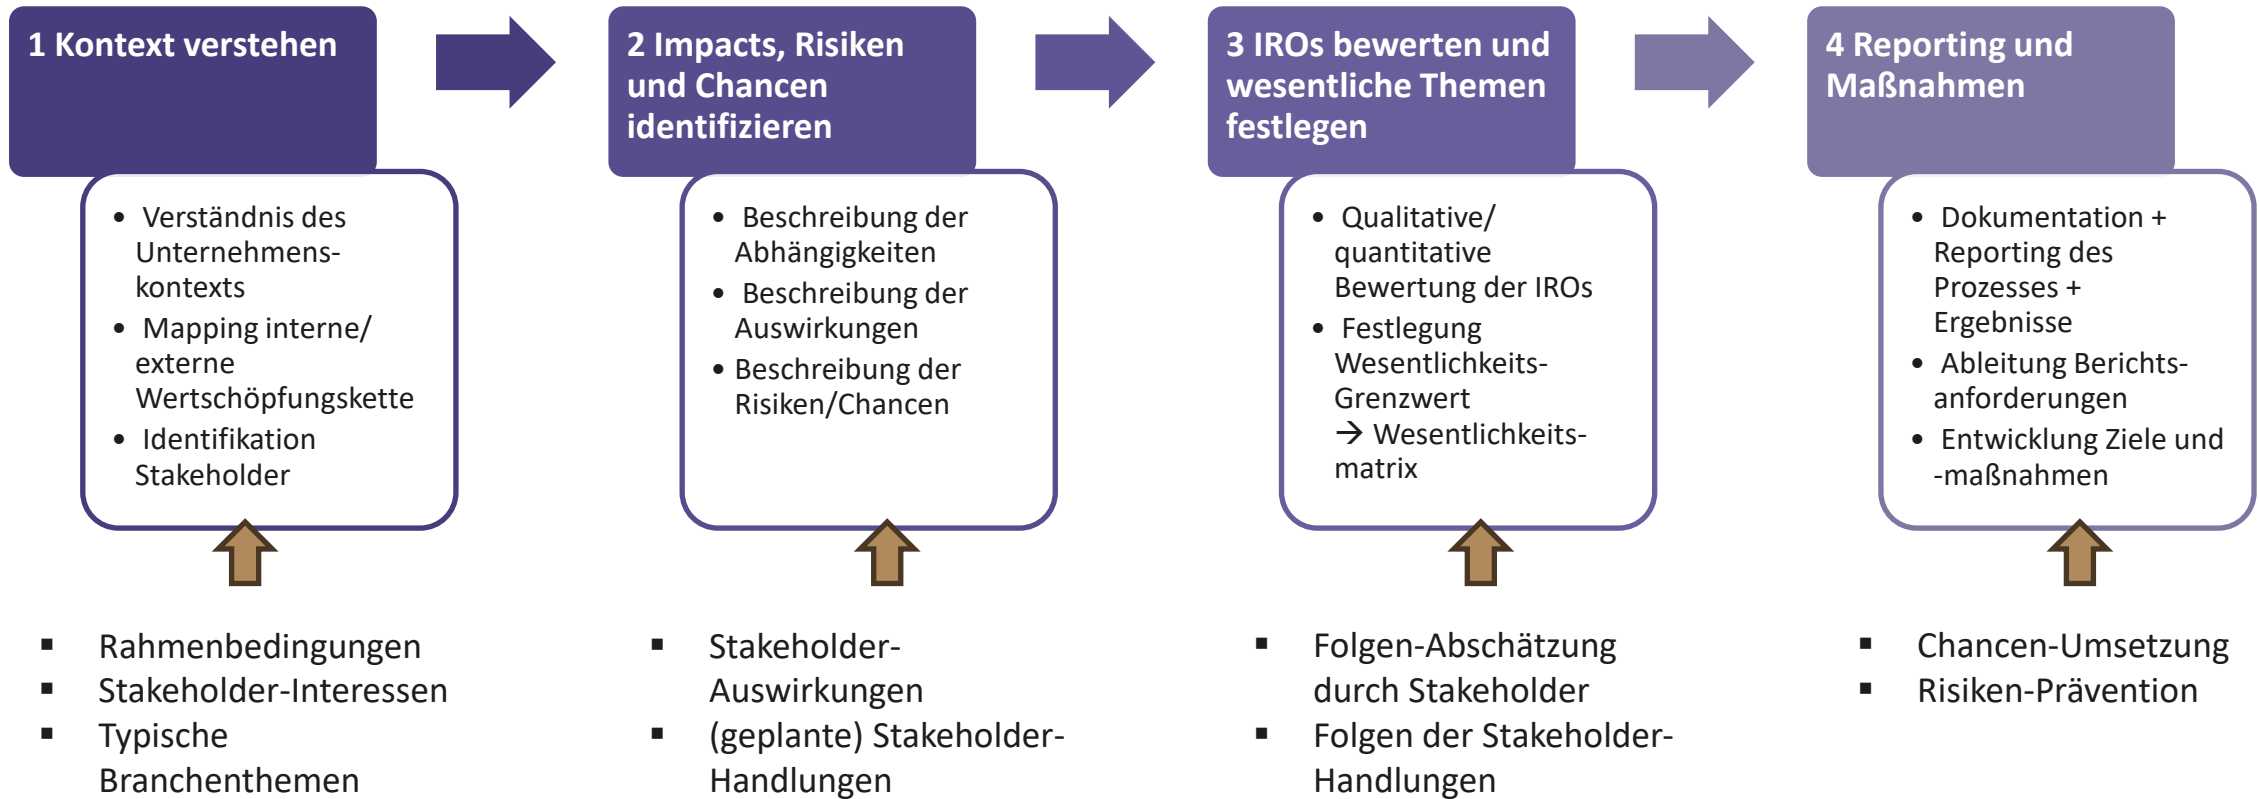 1 Kontext verstehen
• Verständnis des
Unternehmens-
kontexts
• Mapping interne/
externe
Wertschöpfungskette
• Identifikation
Stakeholder
▪ Rahmenbedingungen
▪ Stakeholder-Interessen
▪ Typische
Branchenthemen
2 Impacts, Risiken
und Chancen
identifizieren
• Beschreibung der
Abhängigkeiten
• Beschreibung der
Auswirkungen
• Beschreibung der
Risiken/Chancen
▪ Stakeholder-
Auswirkungen
▪ (geplante) Stakeholder-
Handlungen
3 IROs bewerten und
wesentliche Themen
festlegen
• Qualitative/
quantitative
Bewertung der IROs
• Festlegung
Wesentlichkeits-
Grenzwert
→ Wesentlichkeits-
matrix
▪ Folgen-Abschätzung
durch Stakeholder
▪ Folgen der Stakeholder-
Handlungen
4 Reporting und
Maßnahmen
• Dokumentation +
Reporting des
Prozesses +
Ergebnisse
• Ableitung Berichts-
anforderungen
• Entwicklung Ziele und
-maßnahmen
▪ Chancen-Umsetzung
▪ Risiken-Prävention